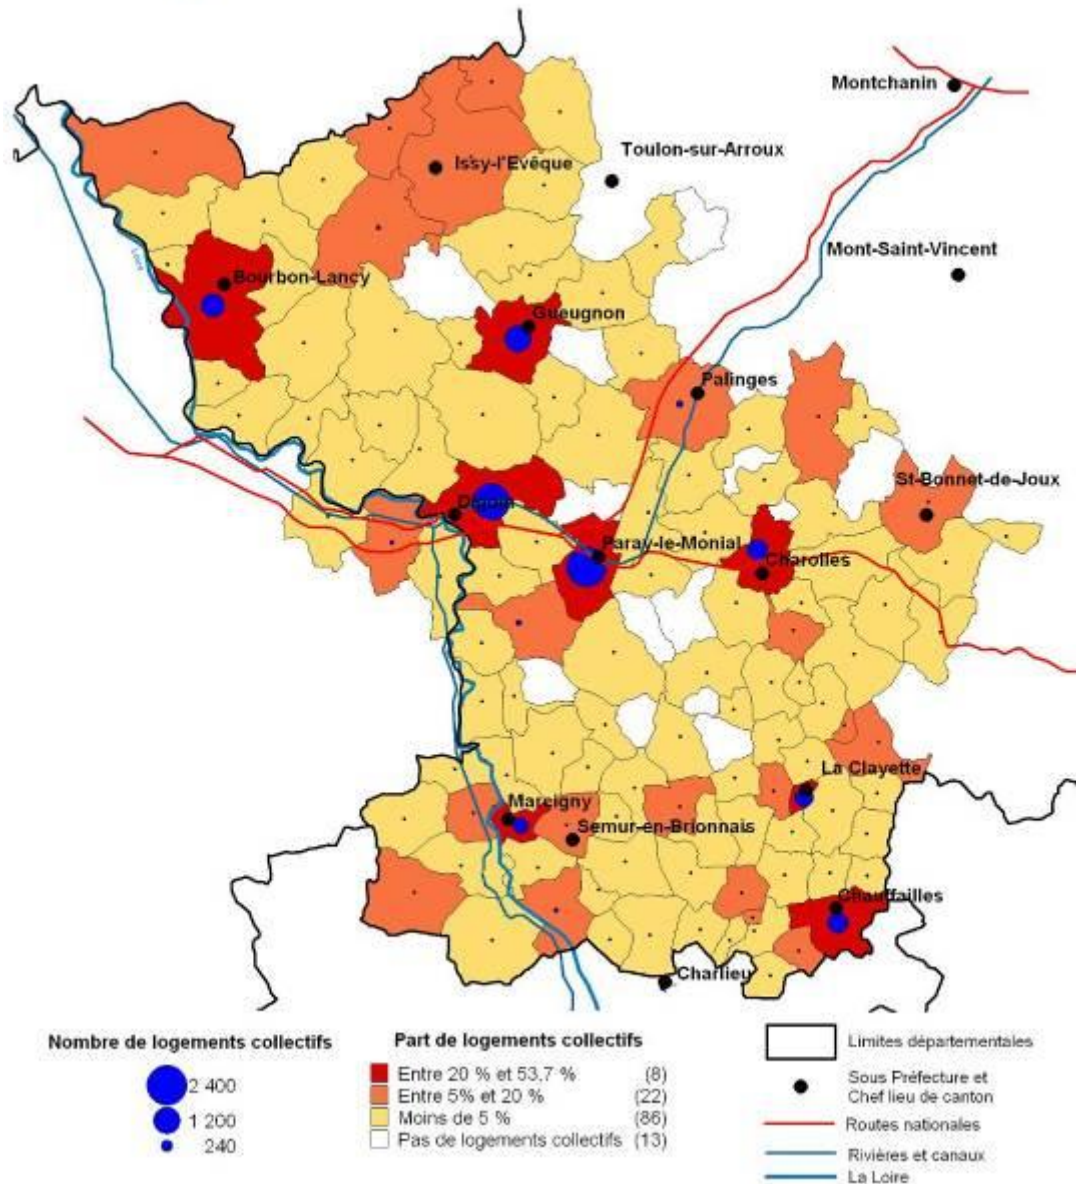 Montchanin
Toulon-sur-Arroux
Issy-l'Evêque
Mont-Saint-Vincent
Loire
Bourbon-Lancy
Gueugnon
Palinges
St-Bonnet-de-Joux
Digoin
Paray-le-Monial
Charolles
La Clayette
Marcigny
Semur-en-Brionnais
Chauffailles
Charlieu
Nombre de logements collectifs
2 400
1 200
240
Part de logements collectifs
Entre 20 % et 53,7 % (8)
Entre 5% et 20 % (22)
Moins de 5 % (86)
Pas de logements collectifs (13)
Limites départementales
Sous Préfecture et
Chef lieu de canton
Routes nationales
Rivières et canaux
La Loire